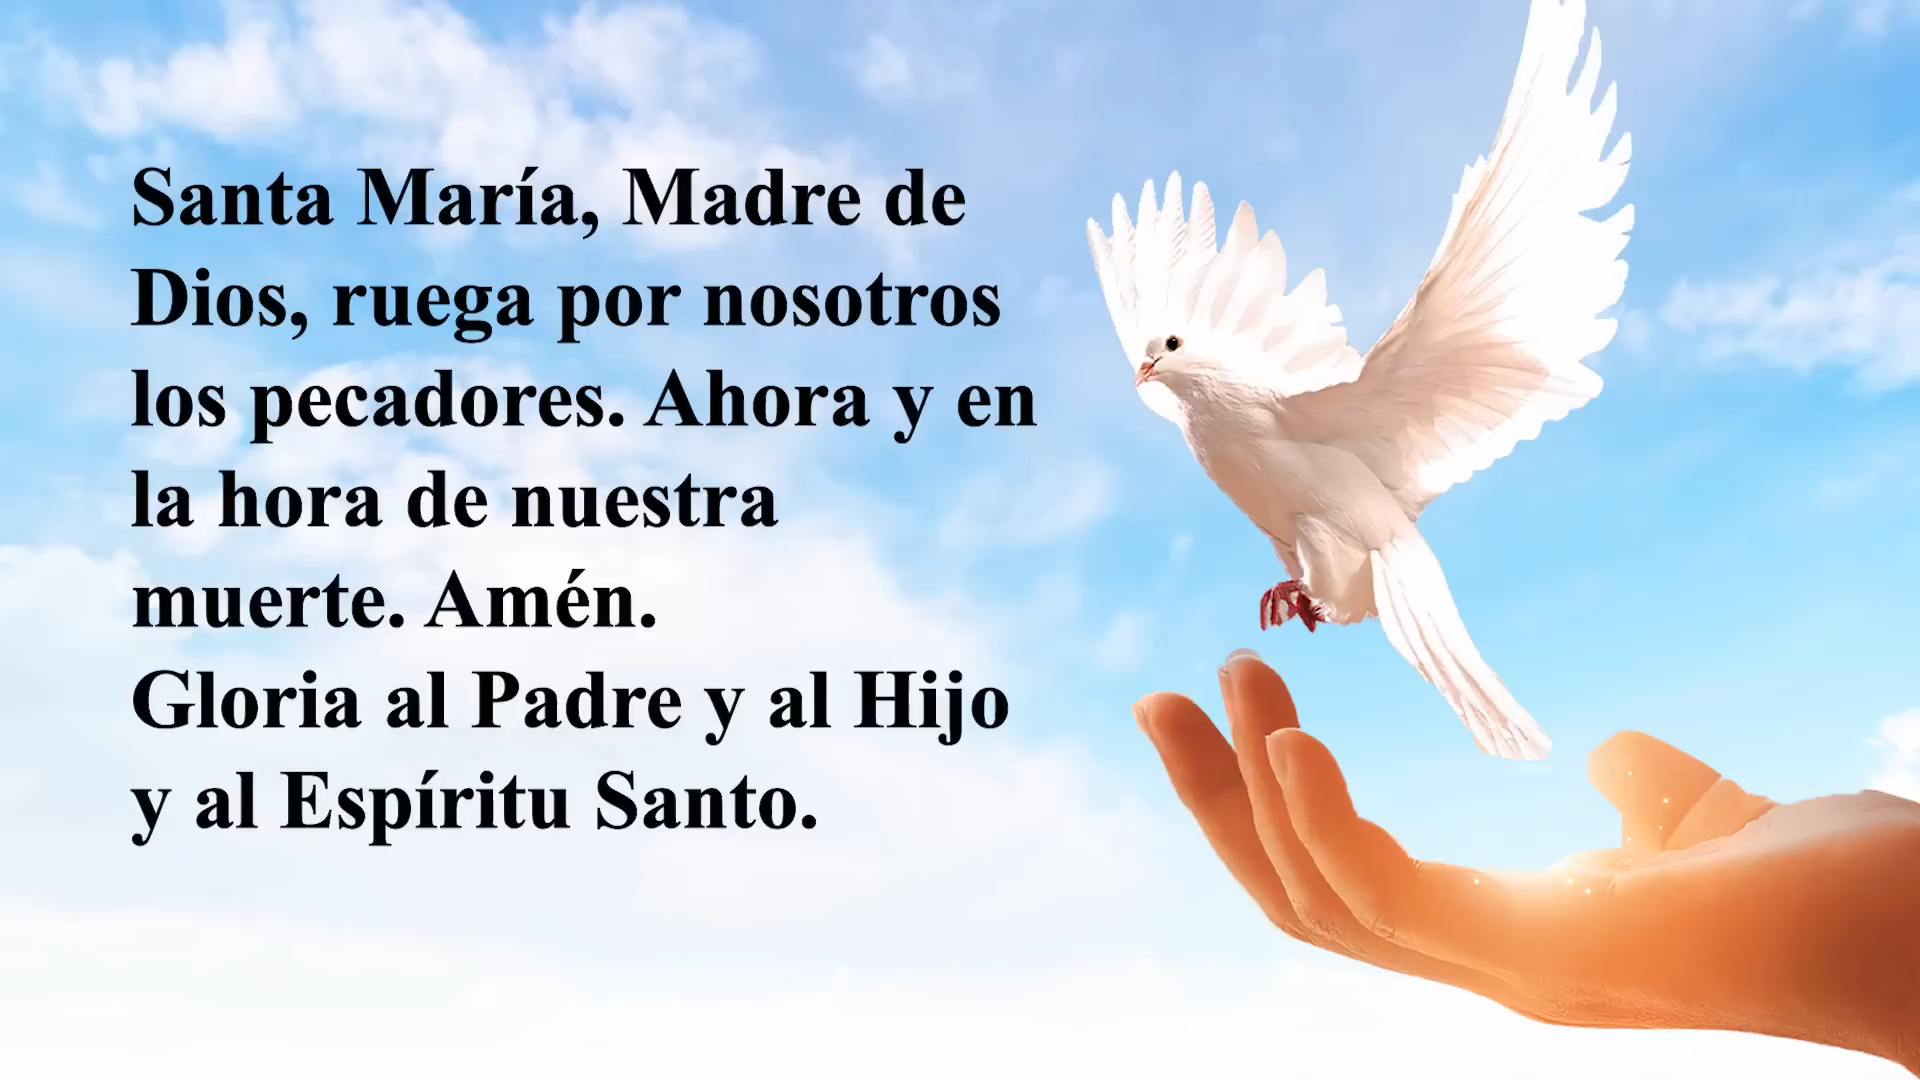 Santa María, Madre de
Dios, ruega por nosotros
los pecadores. Ahora y en
la hora de nuestra
muerte. Amén.
Gloria al Padre y al Hijo
y al Espíritu Santo.